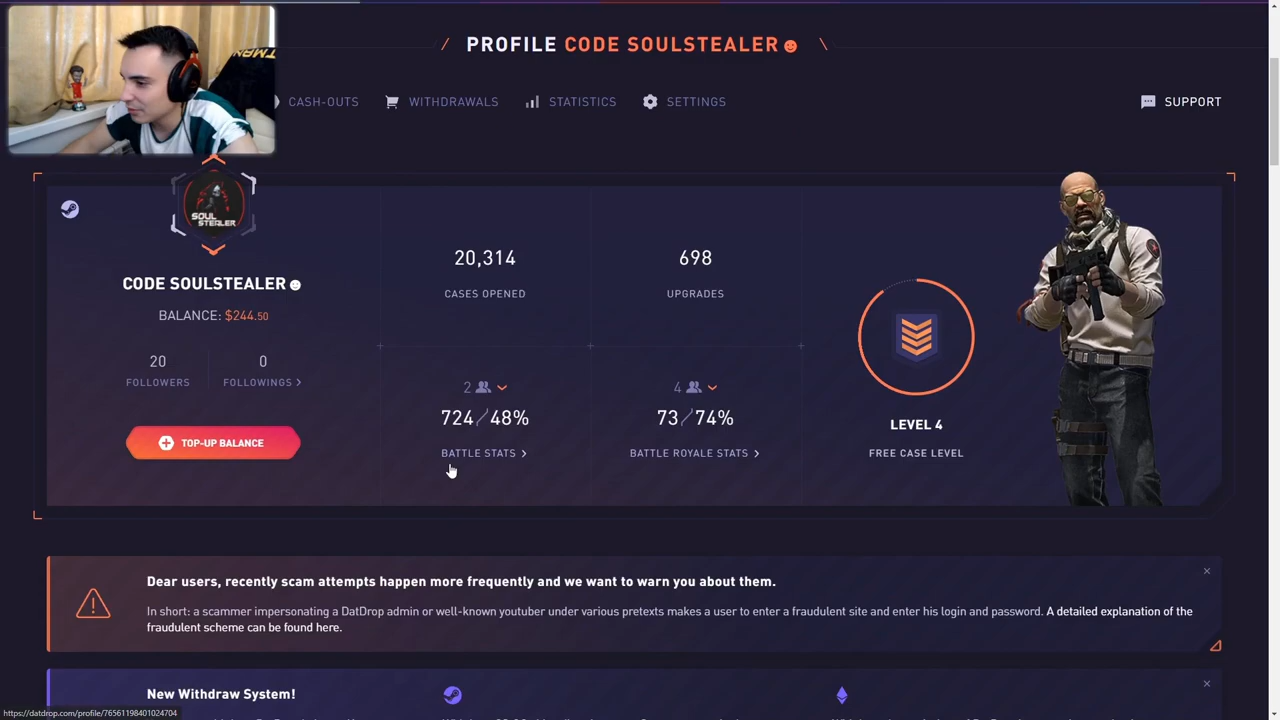 PROFILE CODE SOULSTEALER
CASH-OUTS
WITHDRAWALS
STATISTICS
SETTINGS
SUPPORT
SOUL
STEALER
CODE SOULSTEALER
BALANCE: $244.50
20
FOLLOWERS
0
FOLLOWINGS >
TOP-UP BALANCE
20,314
CASES OPENED
698
UPGRADES
2
724/48%
BATTLE STATS >
4
73/74%
BATTLE ROYALE STATS >
LEVEL 4
FREE CASE LEVEL
Dear users, recently scam attempts happen more frequently and we want to warn you about them.
In short: a scammer impersonating a DatDrop admin or well-known youtuber under various pretexts makes a user to enter a fraudulent site and enter his login and password. A detailed explanation of the
fraudulent scheme can be found here.
New Withdraw System!
https://datdrop.com/profile/76561198401024704